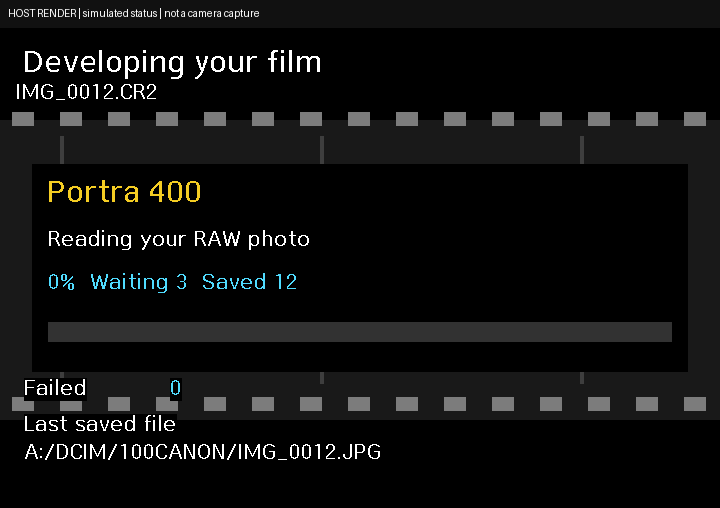 HOST RENDER | simulated status | not a camera capture
Developing your film
IMG_0012.CR2
Portra 400
Reading your RAW photo
0% Waiting 3 Saved 12
Failed 0
Last saved file
A:/DCIM/100CANON/IMG_0012.JPG